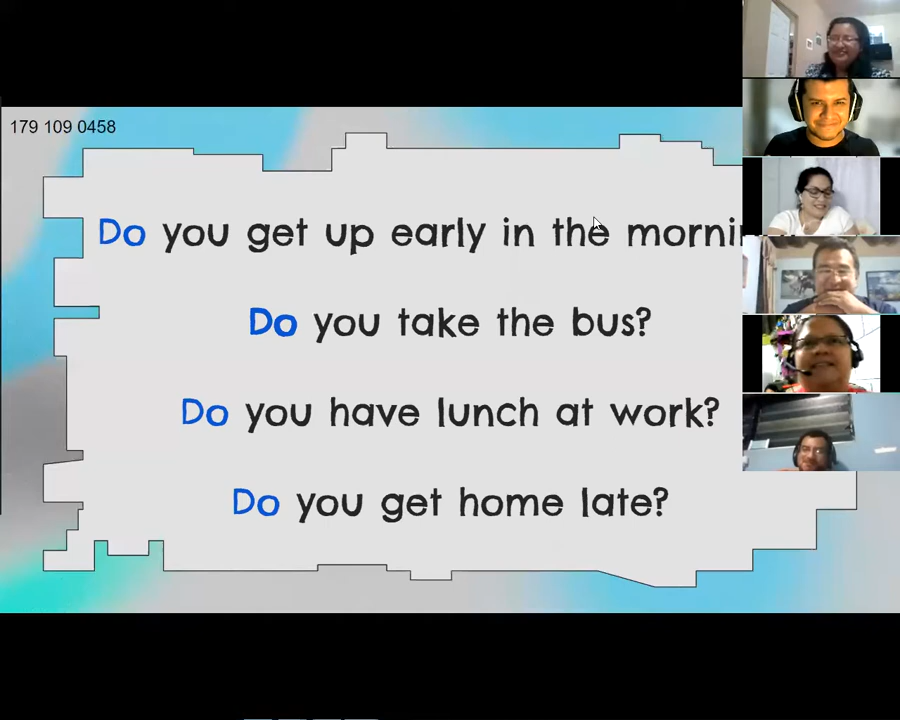 179 109 0458
Do you get up early in the
Do you take the bus?
Do you have lunch at work?
Do you get home late?